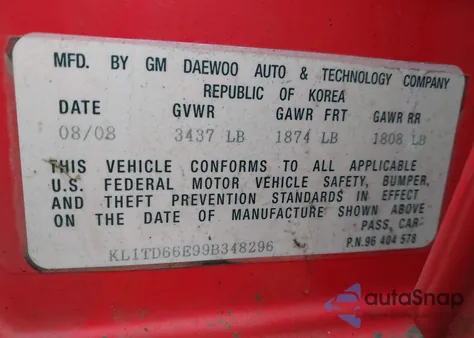 MFD. BY GM DAEWOO AUTO & TECHNOLOGY COMPANY
REPUBLIC OF KOREA
DATE GVWR GAWR FRT GAWR RR
08/08 3437 LB 1874 LB 1808 LB
THIS VEHICLE CONFORMS TO ALL APPLICABLE
U.S. FEDERAL MOTOR VEHICLE SAFETY, BUMPER,
AND THEFT PREVENTION STANDARDS IN EFFECT
ON THE DATE OF MANUFACTURE SHOWN ABOVE
PASS, CAR
KL1TD66E99B348296 P.N. 96 404 578
autoSnap